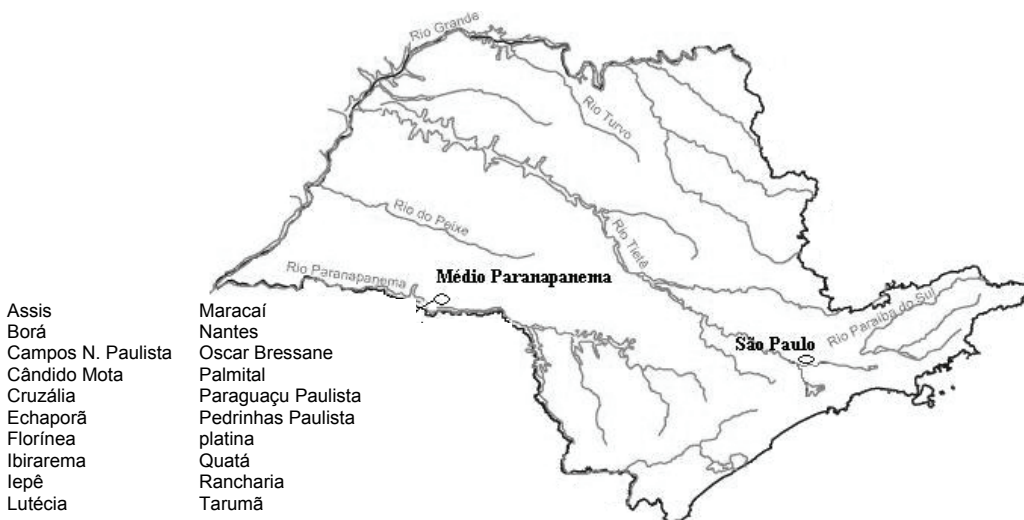 Rio Grande
Rio Turvo
Rio do Peixe
Rio Tietê
Rio Paranapanema
Médio Paranapanema
Rio Paraíba do Sul
São Paulo
Assis
Borá
Campos N. Paulista
Cândido Mota
Cruzália
Echaporã
Florínea
Ibirarema
Iepê
Lutécia
Maracaí
Nantes
Oscar Bressane
Palmital
Paraguaçu Paulista
Pedrinhas Paulista
platina
Quatá
Rancharia
Tarumã